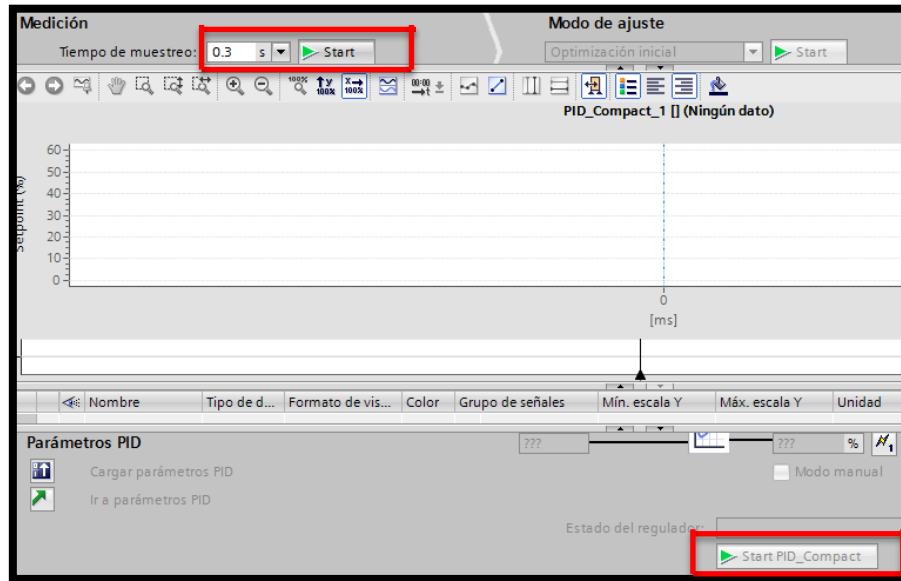 Medición
Modo de ajuste
Tiempo de muestreo: 0.3 s Start
Optimización inicial Start
PID_Compact_1 [] (Ningún dato)
Setpoint (%)
60
50
40
30
20
10
0
0
[ms]
Nombre Tipo de d... Formato de vis... Color Grupo de señales Mín. escala Y Máx. escala Y Unidad
Parámetros PID
??? ??? %
Cargar parámetros PID
Modo manual
Ir a parámetros PID
Estado del regulador:
Start PID_Compact